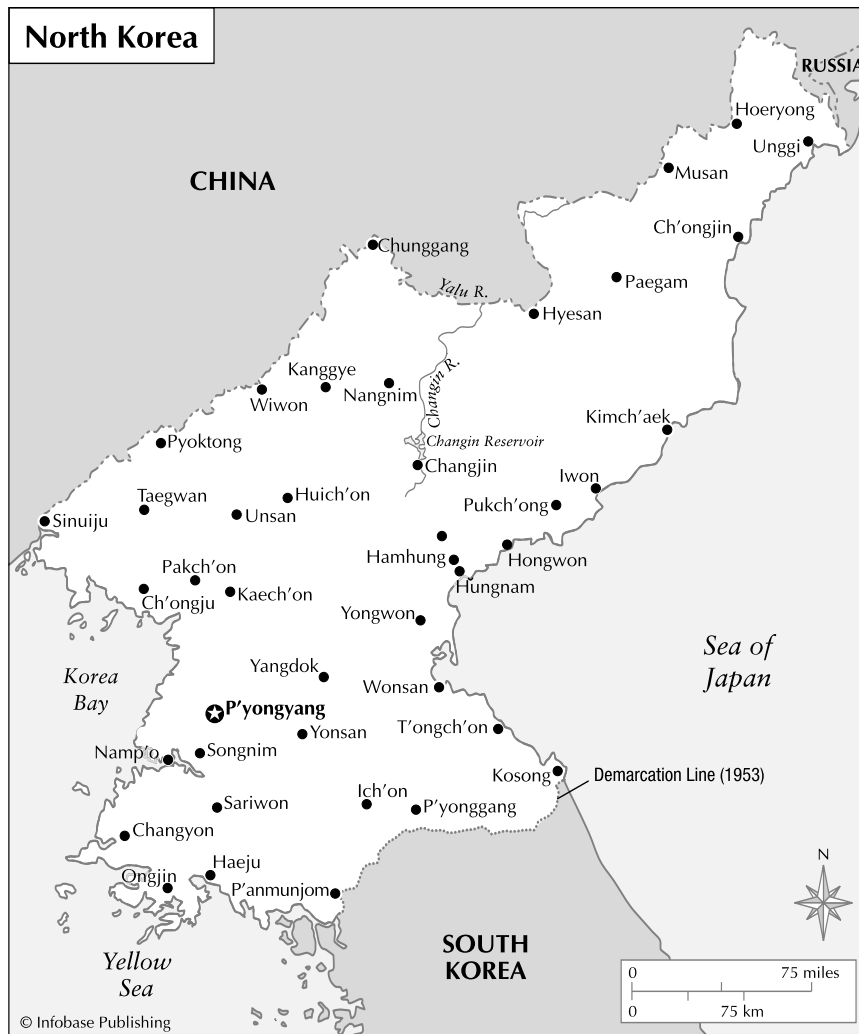 North Korea
RUSSIA
Hoeryong
Unggi
CHINA
Musan
Ch'ongjin
Chunggang
Paegam
Yalu R.
Hyesan
Kanggye
Nangnim
Wiwon
Changin R.
Kimch'aek
Pyoktong
Changin Reservoir
Changjin
Iwon
Taegwan
Huich'on
Pukch'ong
Unsan
Sinuiju
Hamhung
Hongwon
Pakch'on
Hungnam
Kaech'on
Ch'ongju
Yongwon
Sea of
Japan
Yangdok
Korea
Bay
Wonsan
P'yongyang
T'ongch'on
Yonsan
Namp'o
Songnim
Kosong
Demarcation Line (1953)
Ich'on
Sariwon
P'yonggang
Changyon
Haeju
Ongjin
P'anmunjom
N
SOUTH
KOREA
Yellow
Sea
0
75 miles
0
75 km
© Infobase Publishing